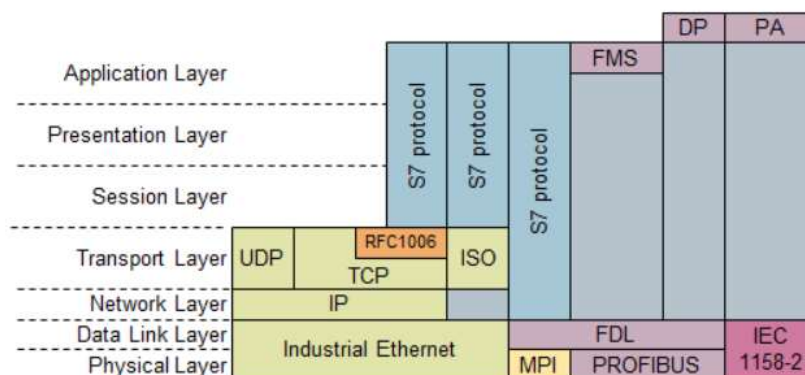 DP PA
Application Layer
FMS
Presentation Layer
Session Layer
S7 protocol
S7 protocol
S7 protocol
Transport Layer UDP TCP RFC1006 ISO
Network Layer IP
Data Link Layer Industrial Ethernet FDL IEC
Physical Layer MPI PROFIBUS 1158-2